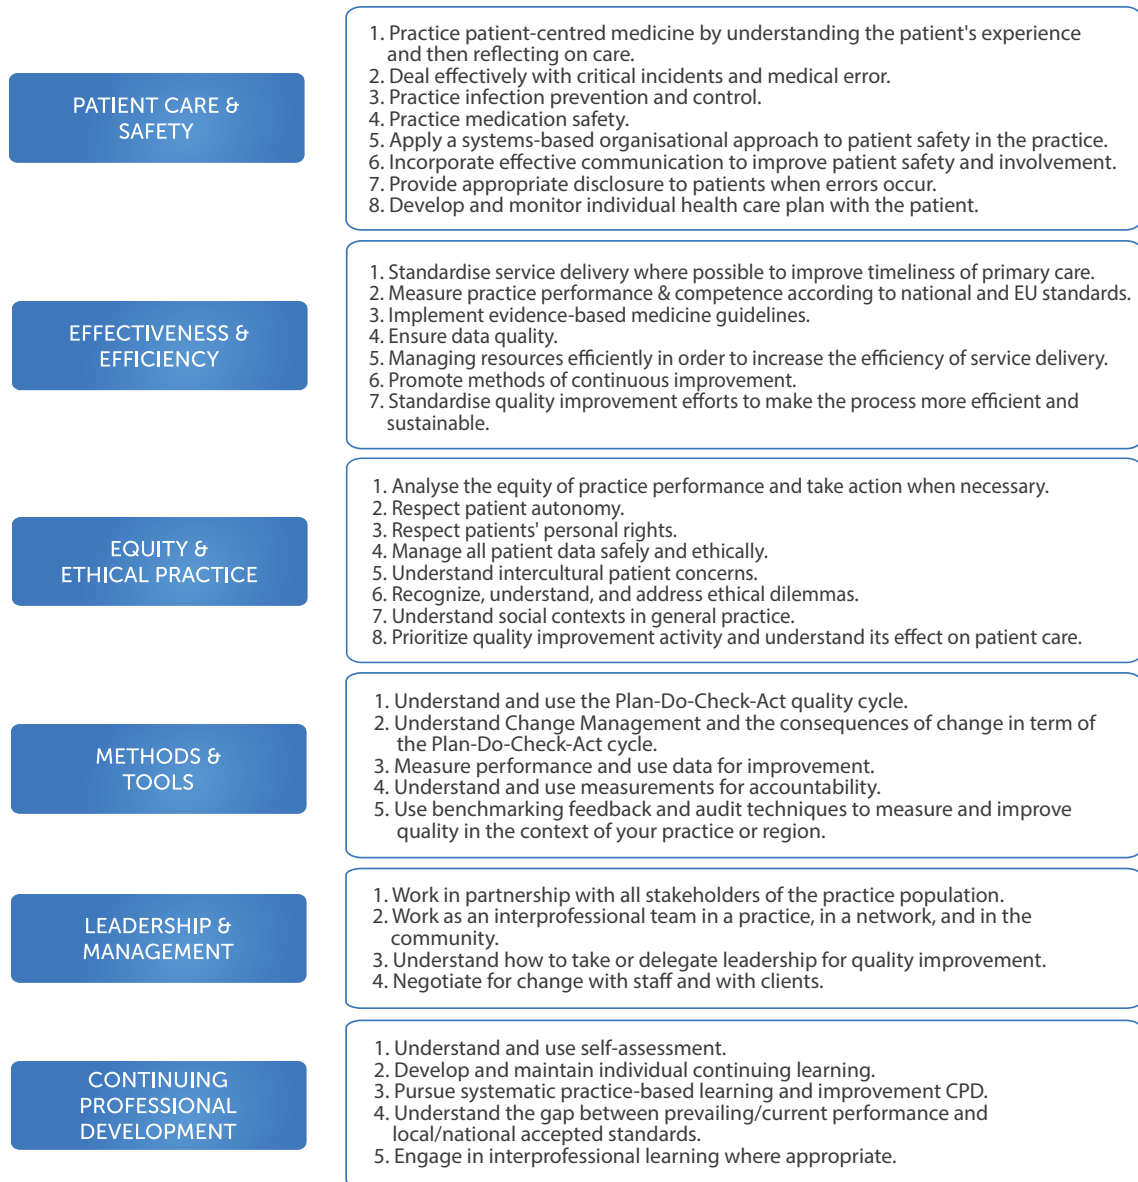 PATIENT CARE &
SAFETY
1. Practice patient-centred medicine by understanding the patient's experience
and then reflecting on care.
2. Deal effectively with critical incidents and medical error.
3. Practice infection prevention and control.
4. Practice medication safety.
5. Apply a systems-based organisational approach to patient safety in the practice.
6. Incorporate effective communication to improve patient safety and involvement.
7. Provide appropriate disclosure to patients when errors occur.
8. Develop and monitor individual health care plan with the patient.
EFFECTIVENESS &
EFFICIENCY
1. Standardise service delivery where possible to improve timeliness of primary care.
2. Measure practice performance & competence according to national and EU standards.
3. Implement evidence-based medicine guidelines.
4. Ensure data quality.
5. Managing resources efficiently in order to increase the efficiency of service delivery.
6. Promote methods of continuous improvement.
7. Standardise quality improvement efforts to make the process more efficient and
sustainable.
EQUITY &
ETHICAL PRACTICE
1. Analyse the equity of practice performance and take action when necessary.
2. Respect patient autonomy.
3. Respect patients' personal rights.
4. Manage all patient data safely and ethically.
5. Understand intercultural patient concerns.
6. Recognize, understand, and address ethical dilemmas.
7. Understand social contexts in general practice.
8. Prioritize quality improvement activity and understand its effect on patient care.
METHODS &
TOOLS
1. Understand and use the Plan-Do-Check-Act quality cycle.
2. Understand Change Management and the consequences of change in term of
the Plan-Do-Check-Act cycle.
3. Measure performance and use data for improvement.
4. Understand and use measurements for accountability.
5. Use benchmarking feedback and audit techniques to measure and improve
quality in the context of your practice or region.
LEADERSHIP &
MANAGEMENT
1. Work in partnership with all stakeholders of the practice population.
2. Work as an interprofessional team in a practice, in a network, and in the
community.
3. Understand how to take or delegate leadership for quality improvement.
4. Negotiate for change with staff and with clients.
CONTINUING
PROFESSIONAL
DEVELOPMENT
1. Understand and use self-assessment.
2. Develop and maintain individual continuing learning.
3. Pursue systematic practice-based learning and improvement CPD.
4. Understand the gap between prevailing/current performance and
local/national accepted standards.
5. Engage in interprofessional learning where appropriate.